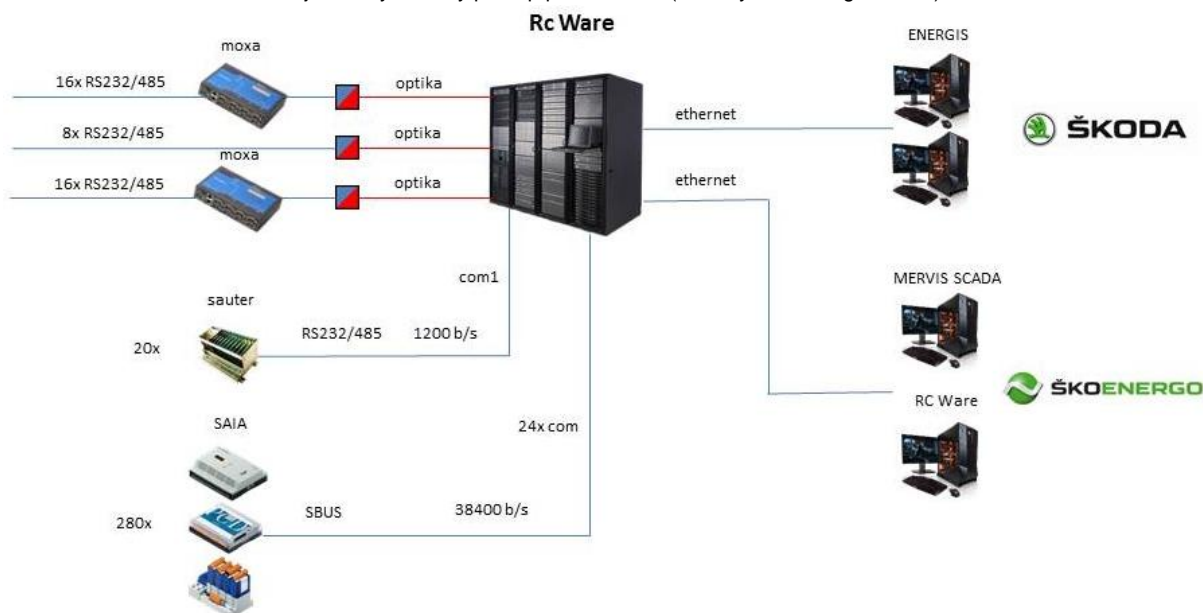 Rc Ware
ENERGIS
moxa
16x RS232/485
optika
ethernet
ŠKODA
8x RS232/485
optika
moxa
16x RS232/485
optika
ethernet
com1
MERVIS SCADA
sauter
RS232/485 1200 b/s
20x
ŠKOENERGO
RC Ware
SAIA
24x com
280x
SBUS 38400 b/s